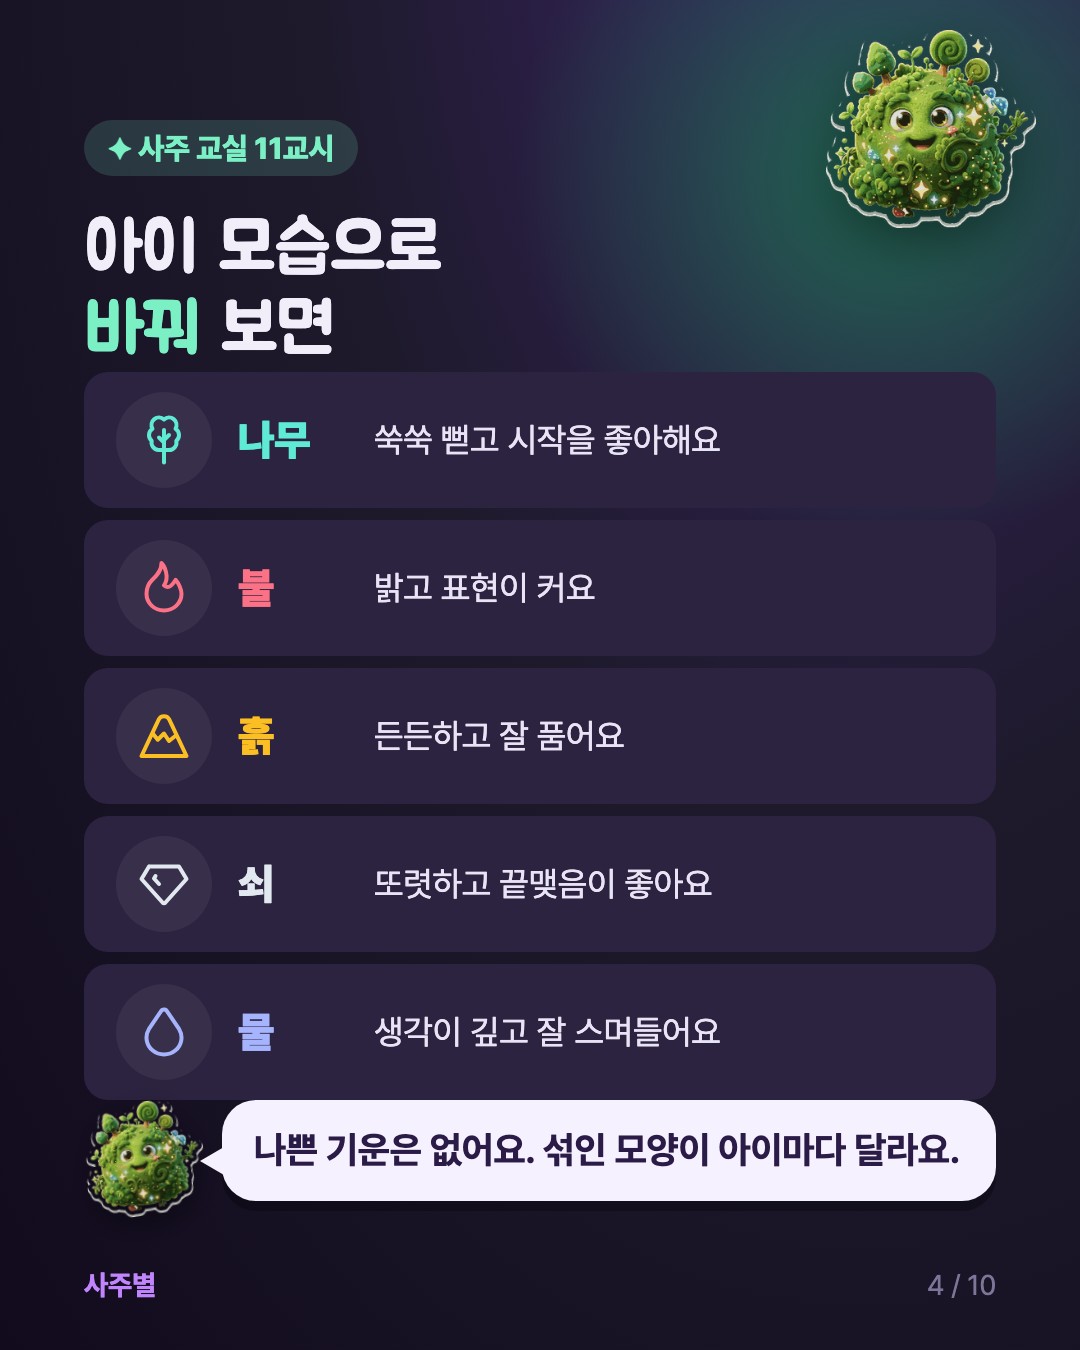 ✦ 사주 교실 11교시
아이 모습으로
바꿔 보면
나무 쑥쑥 뻗고 시작을 좋아해요
불 밝고 표현이 커요
흙 든든하고 잘 품어요
쇠 또렷하고 끝맺음이 좋아요
물 생각이 깊고 잘 스며들어요
나쁜 기운은 없어요. 섞인 모양이 아이마다 달라요.
사주별 4 / 10